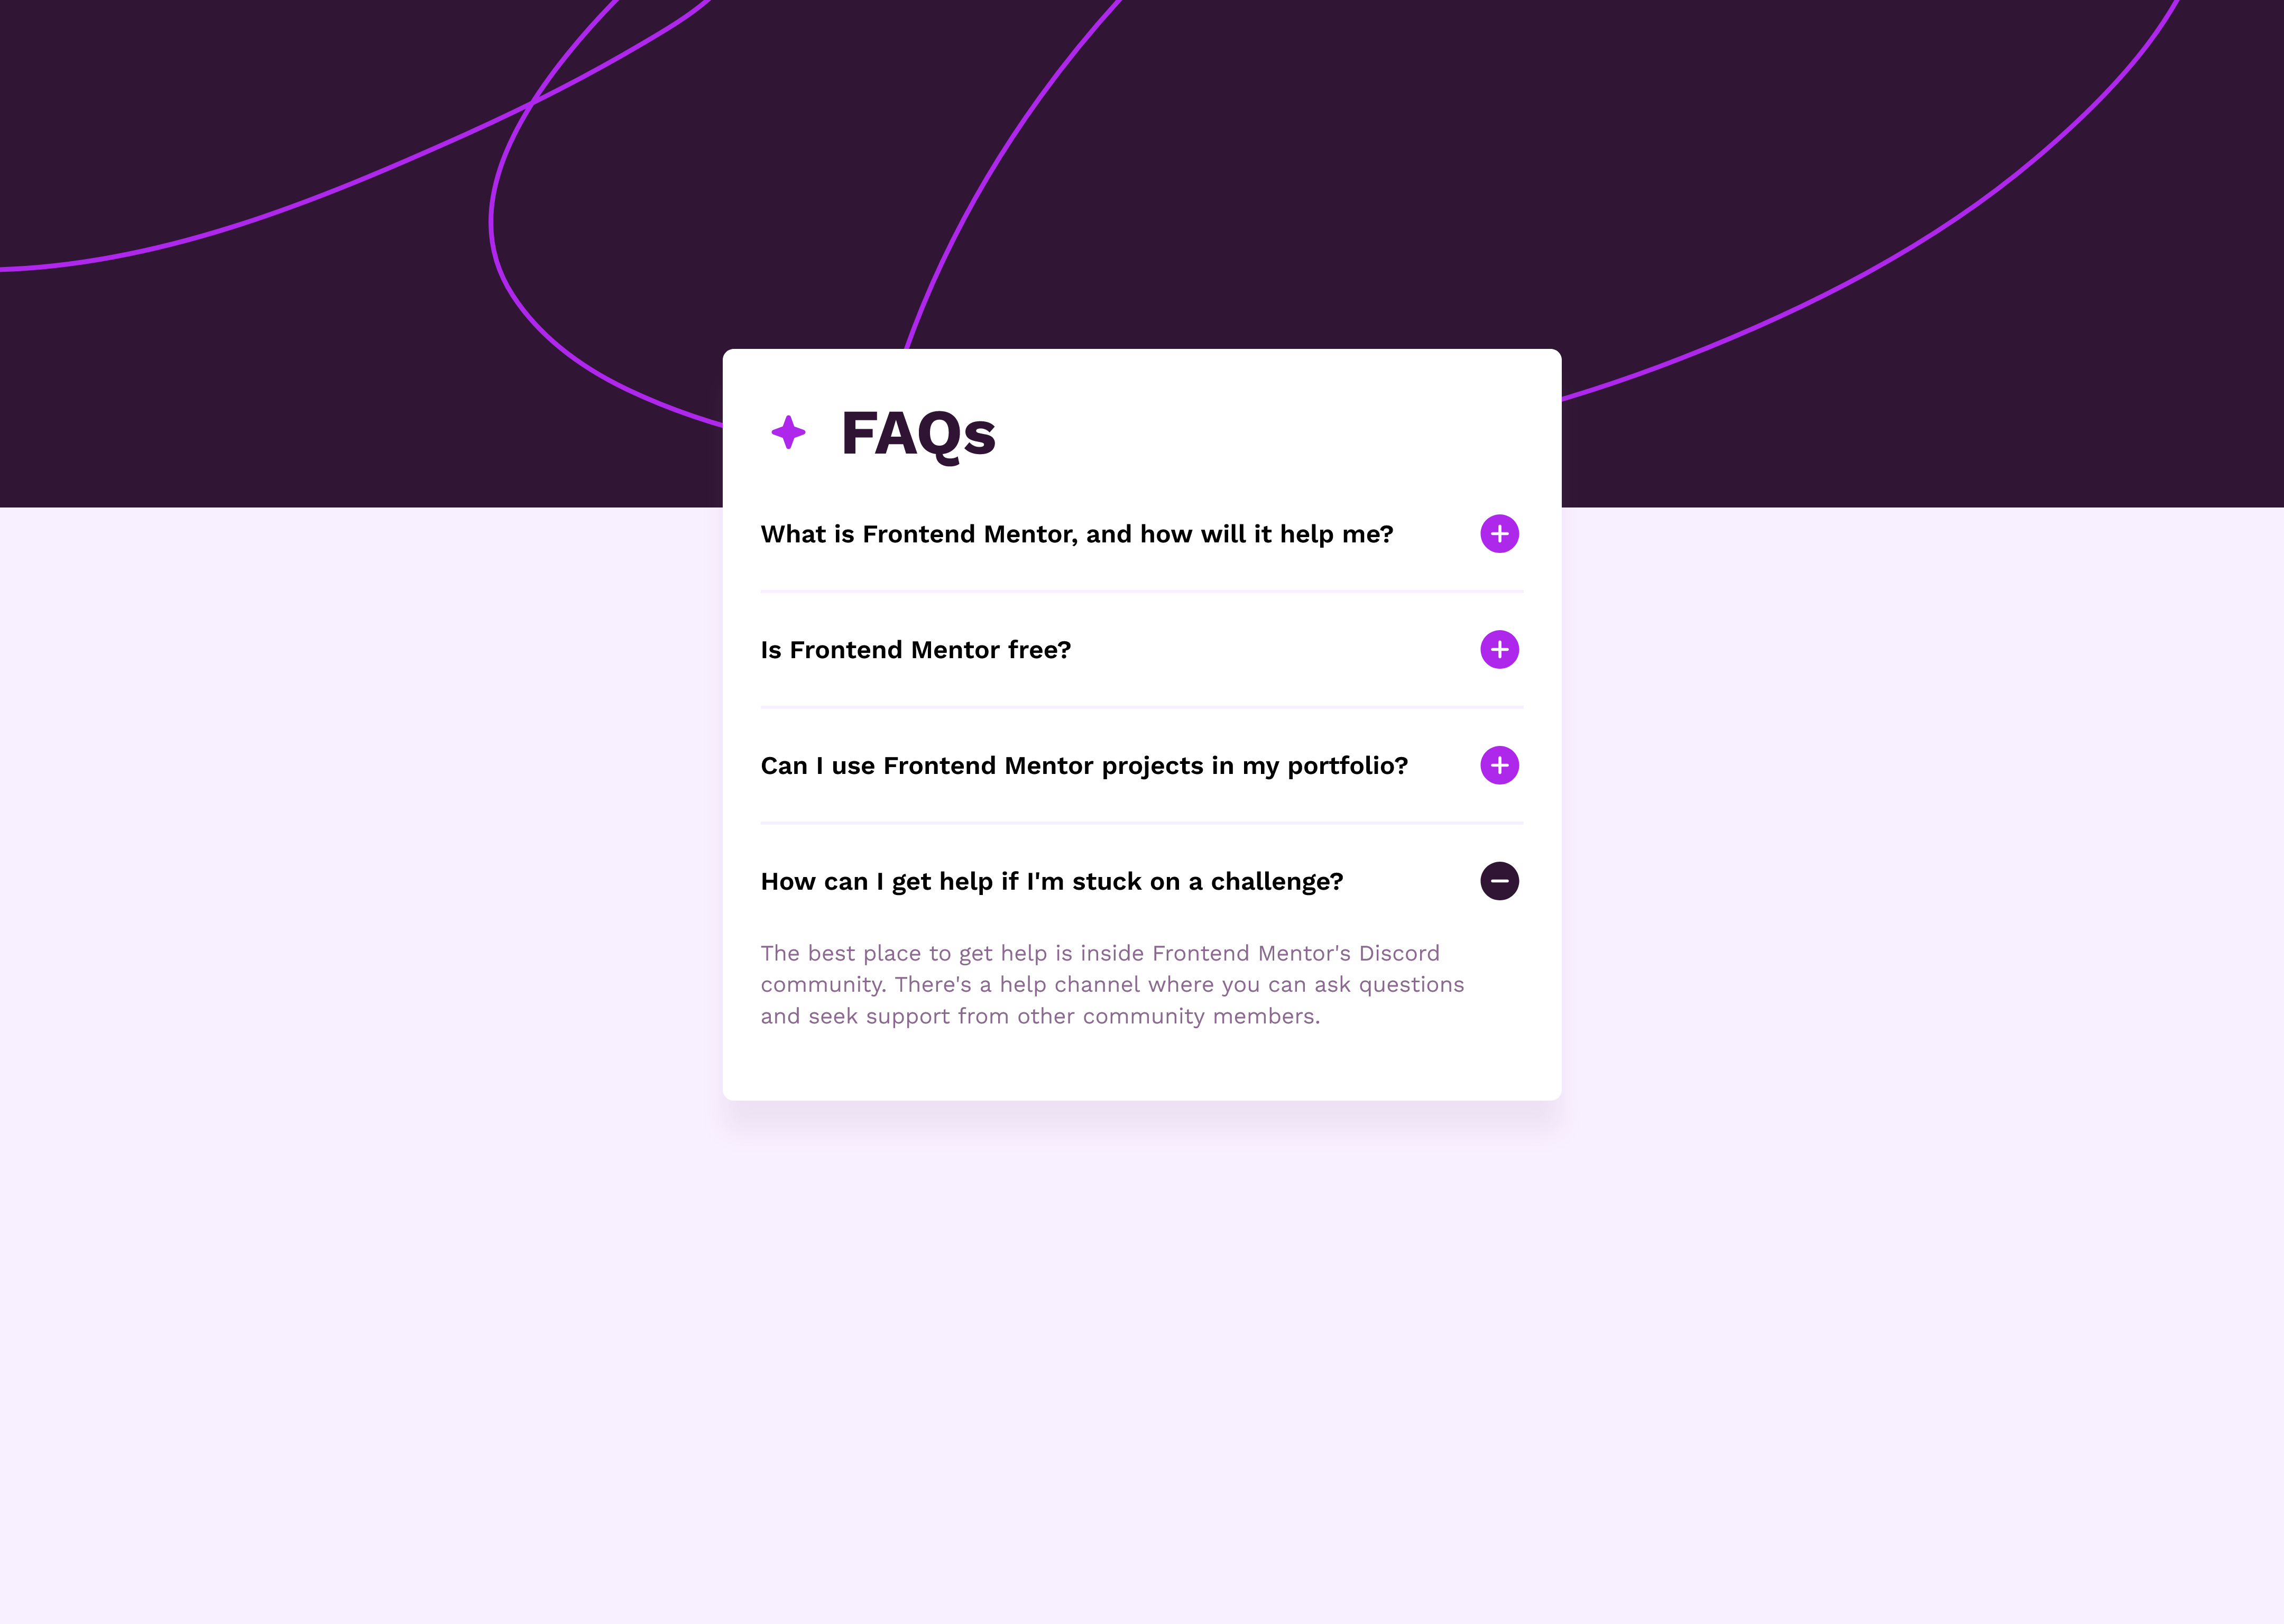 FAQs
What is Frontend Mentor, and how will it help me?
Is Frontend Mentor free?
Can I use Frontend Mentor projects in my portfolio?
How can I get help if I'm stuck on a challenge?
The best place to get help is inside Frontend Mentor's Discord
community. There's a help channel where you can ask questions
and seek support from other community members.